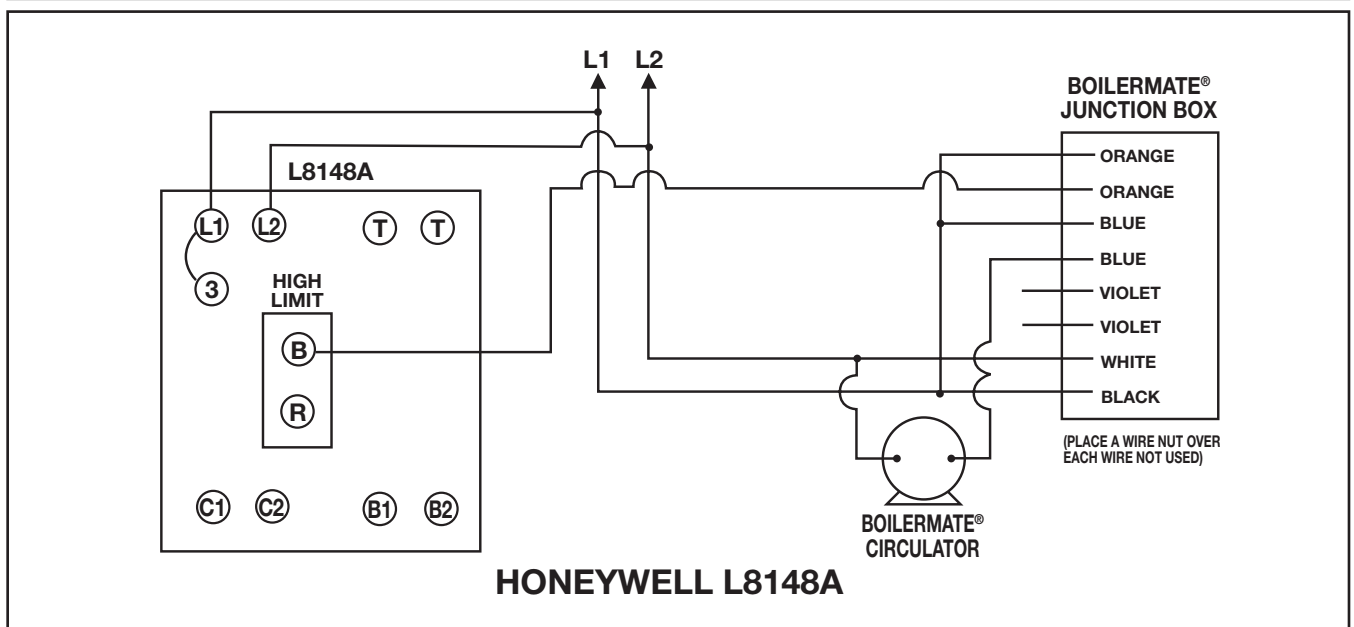 L1 L2
BOILERMATE®
JUNCTION BOX
L8148A
ORANGE
ORANGE
BLUE
BLUE
VIOLET
VIOLET
WHITE
BLACK
(PLACE A WIRE NUT OVER
EACH WIRE NOT USED)
L1 L2 T T
3
HIGH
LIMIT
B
R
C1 C2 B1 B2
BOILERMATE®
CIRCULATOR
HONEYWELL L8148A